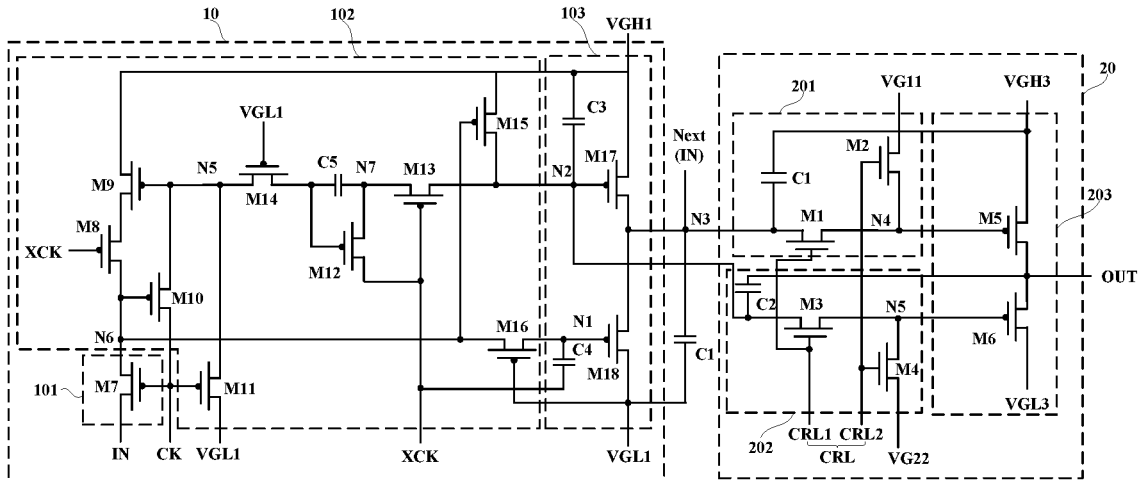 10
102
103
VGH1
20
201
VG11
VGH3
VGL1
M15
C3
Next
(IN)
M2
N5
C5
N7
M13
N2
M17
C1
203
M9
M14
M8
N3
M1
N4
M5
XCK
M12
OUT
M10
C2
M3
N5
N6
M16
N1
C4
M6
101
M7
M11
M18
C1
M4
VGL3
202
CRL1
CRL2
IN
CK
VGL1
XCK
VGL1
CRL
VG22